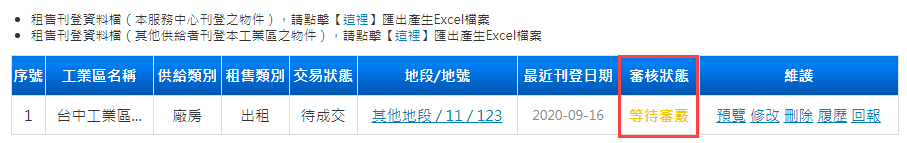 租售刊登資料檔（本服務中心刊登之物件），請點擊【這裡】匯出產生Excel檔案
租售刊登資料檔（其他供給者刊登本工業區之物件），請點擊【這裡】匯出產生Excel檔案
序號 工業區名稱 供給類別 租售類別 交易狀態 地段/地號 最近刊登日期 審核狀態 維護
1 台中工業區... 廠房 出租 待成交 其他地段 / 11 / 123 2020-09-16 等待審覈 預覽 修改 刪除 履歷 回報